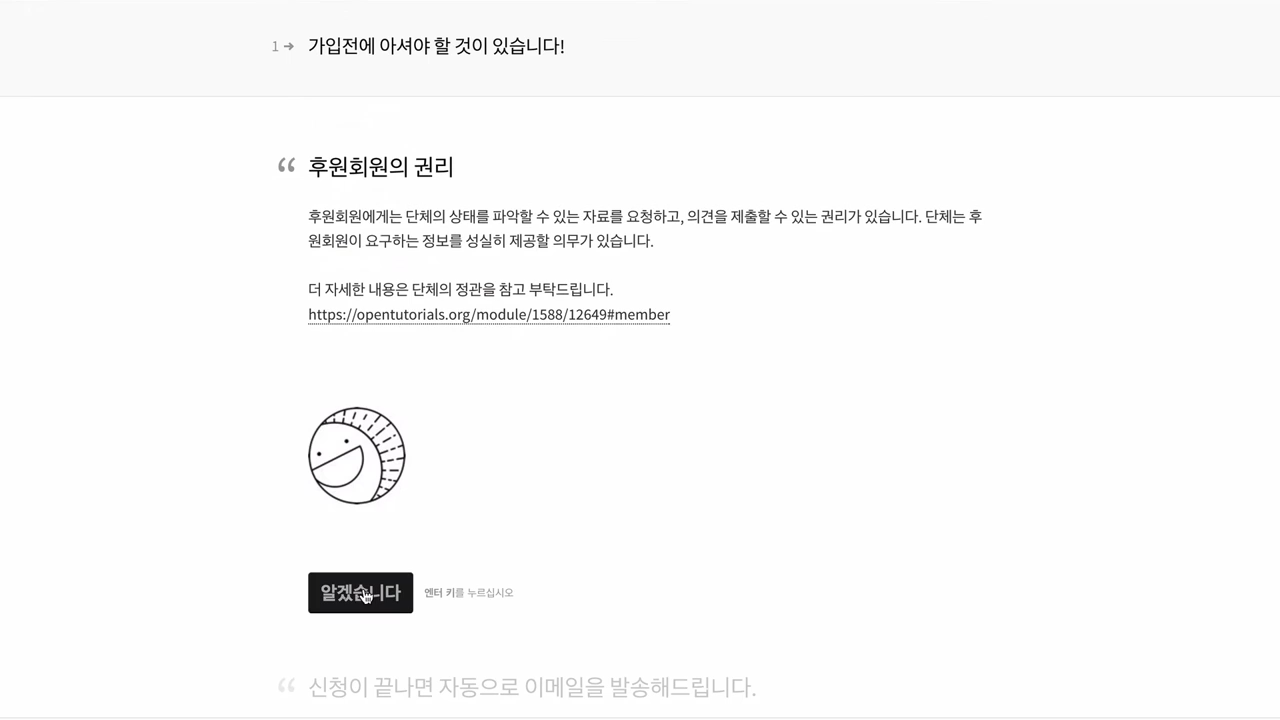 1 → 가입전에 아셔야 할 것이 있습니다!
“ 후원회원의 권리
후원회원에게는 단체의 상태를 파악할 수 있는 자료를 요청하고, 의견을 제출할 수 있는 권리가 있습니다. 단체는 후
원회원이 요구하는 정보를 성실히 제공할 의무가 있습니다.
더 자세한 내용은 단체의 정관을 참고 부탁드립니다.
https://opentutorials.org/module/1588/12649#member
알겠습니다 엔터 키를 누르십시오
“ 신청이 끝나면 자동으로 이메일을 발송해드립니다.